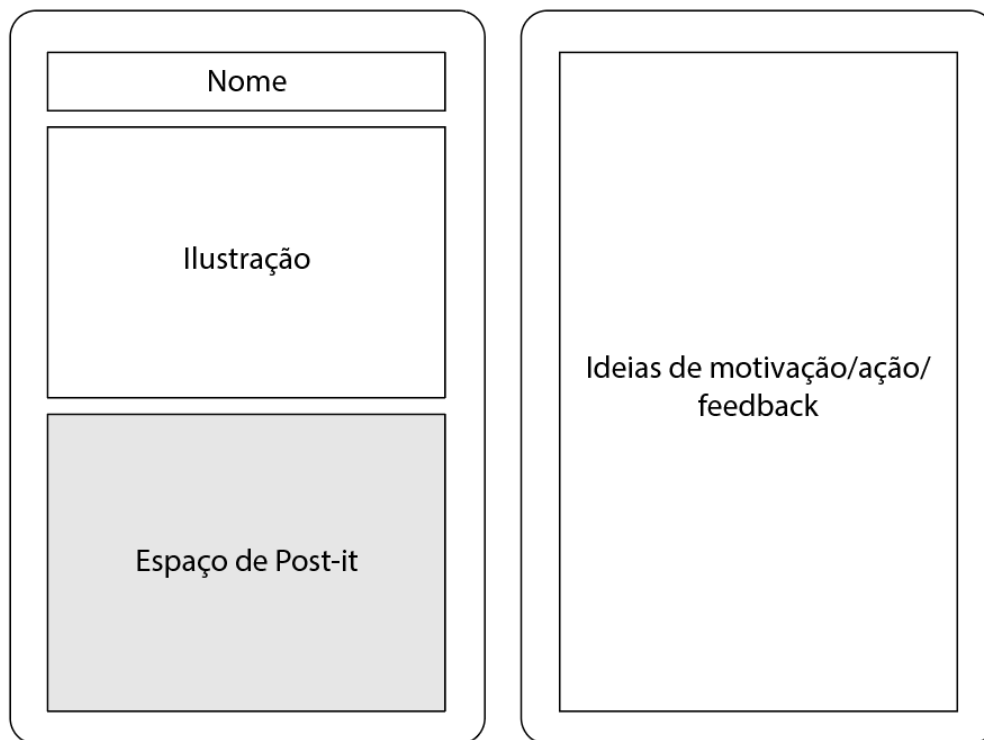 Nome
Ilustração
Espaço de Post-it
Ideias de motivação/ação/
feedback